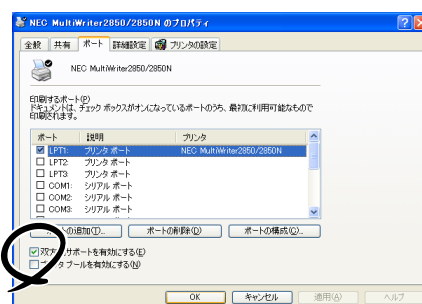 NEC MultiWriter2850/2850N のプロパティ
全般 共有 ポート 詳細設定 プリンタの設定
NEC MultiWriter2850/2850N
印刷するポート(P)
ドキュメントは、チェック ボックスがオンになっているポートのうち、最初に利用可能なもので
印刷されます。
ポート 説明 プリンタ
LPT1: プリンタ ポート NEC MultiWriter2850/2850N
LPT2: プリンタ ポート
LPT3: プリンタ ポート
COM1: シリアル ポート
COM2: シリアル ポート
COM3: シリアル ポート
ポートの追加(T)... ポートの削除(D) ポートの構成(C)...
双方向サポートを有効にする(E)
プリンタ プールを有効にする(N)
OK キャンセル 適用(A) ヘルプ